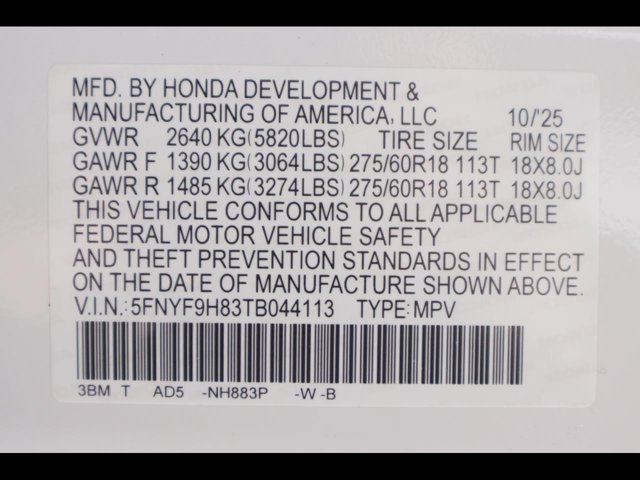 MFD. BY HONDA DEVELOPMENT &
MANUFACTURING OF AMERICA, LLC 10/'25
GVWR 2640 KG(5820LBS) TIRE SIZE RIM SIZE
GAWR F 1390 KG(3064LBS) 275/60R18 113T 18X8.0J
GAWR R 1485 KG(3274LBS) 275/60R18 113T 18X8.0J
THIS VEHICLE CONFORMS TO ALL APPLICABLE
FEDERAL MOTOR VEHICLE SAFETY
AND THEFT PREVENTION STANDARDS IN EFFECT
ON THE DATE OF MANUFACTURE SHOWN ABOVE.
V.I.N.:5FNYF9H83TB044113 TYPE:MPV
3BM T AD5 -NH883P -W -B